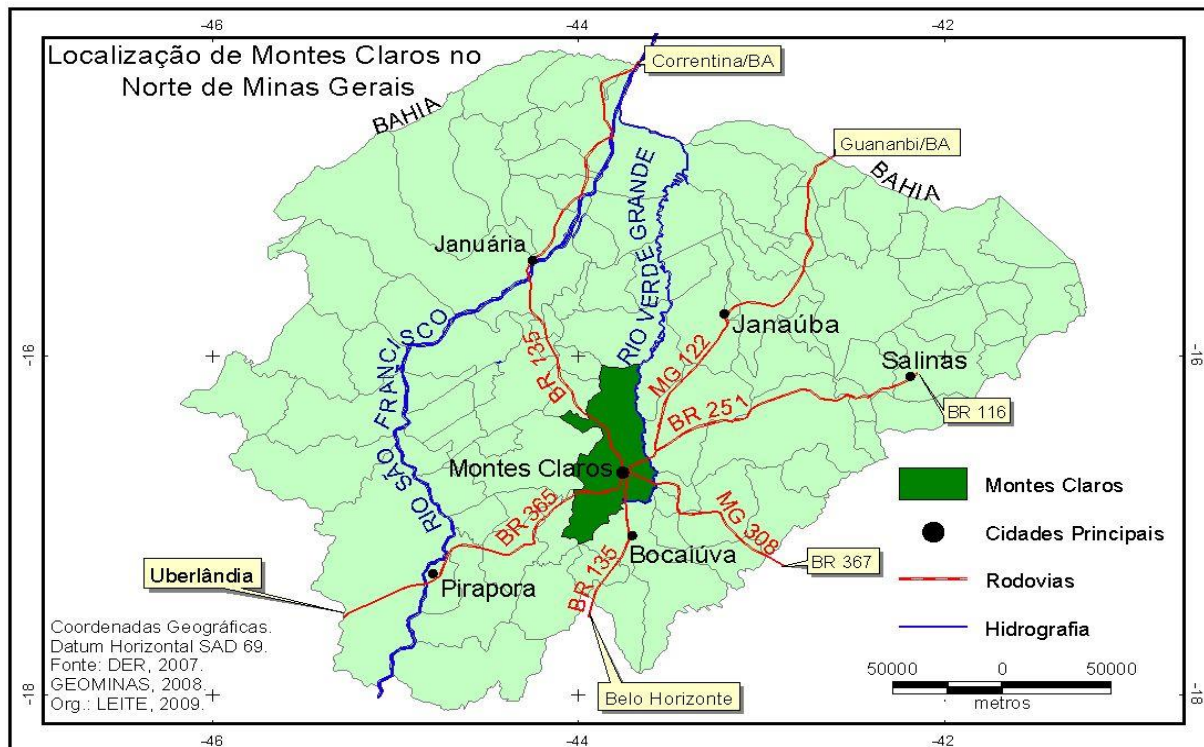 -46
-44
-42
Localização de Montes Claros no
Norte de Minas Gerais
Correntina/BA
BAHIA
Guananbi/BA
BAHIA
RIO VERDE GRANDE
Januária
Janaúba
RIO SÃO FRANCISCO
BR 135
MG 122
-16
-16
Salinas
BR 251
BR 116
Montes Claros
Montes Claros
BR 365
MG 308
Cidades Principais
Bocaiúva
BR 367
Uberlândia
Pirapora
BR 135
Rodovias
Hidrografia
Coordenadas Geográficas.
Datum Horizontal SAD 69.
Fonte: DER, 2007.
GEOMINAS, 2008.
Org.: LEITE, 2009.
50000 0 50000
metros
Belo Horizonte
-18
-18
-46
-44
-42